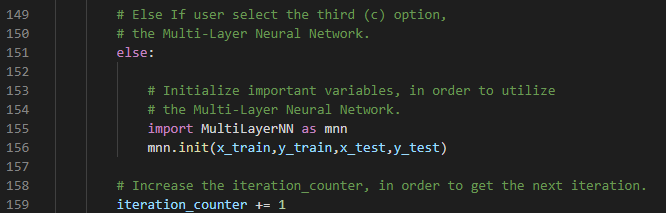 149 # Else If user select the third (c) option,
150 # the Multi-Layer Neural Network.
151 else:
152
153 # Initialize important variables, in order to utilize
154 # the Multi-Layer Neural Network.
155 import MultiLayerNN as mnn
156 mnn.init(x_train,y_train,x_test,y_test)
157
158 # Increase the iteration_counter, in order to get the next iteration.
159 iteration_counter += 1